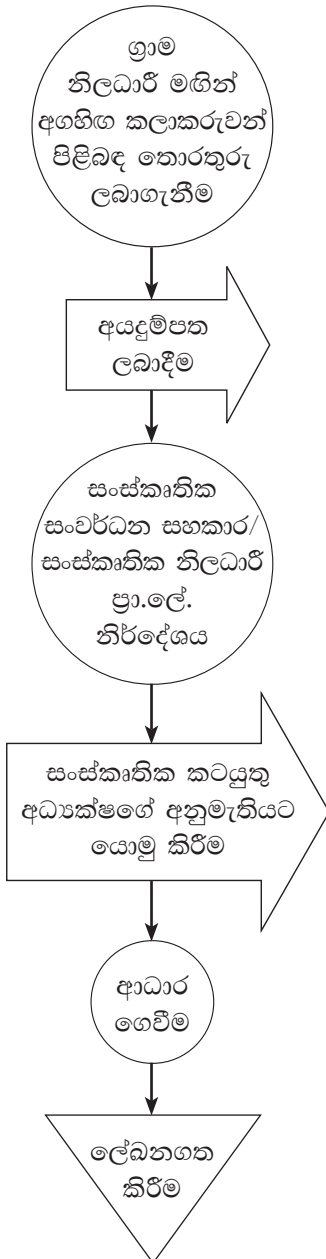 ග්‍රාම
නිලධාරී මඟින්
අගහිඟ කලාකරුවන්
පිළිබඳ තොරතුරු
ලබාගැනීම
අයදුම්පත
ලබාදීම
සංස්කෘතික
සංවර්ධන සහකාර/
සංස්කෘතික නිලධාරී
ප්‍රා.ලේ.
නිර්දේශය
සංස්කෘතික කටයුතු
අධ්‍යක්ෂගේ අනුමැතියට
යොමු කිරීම
ආධාර
ගෙවීම
ලේඛනගත
කිරීම